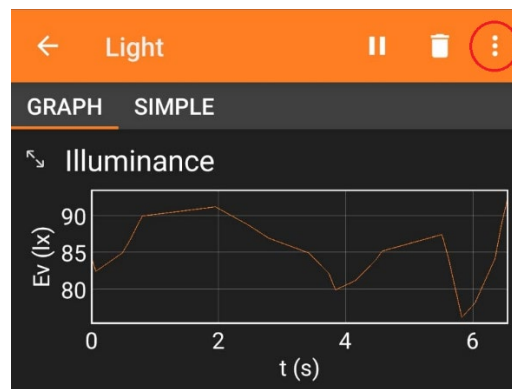 Light
GRAPH SIMPLE
Illuminance
Ev (lx)
90
85
80
0 2 4 6
t (s)